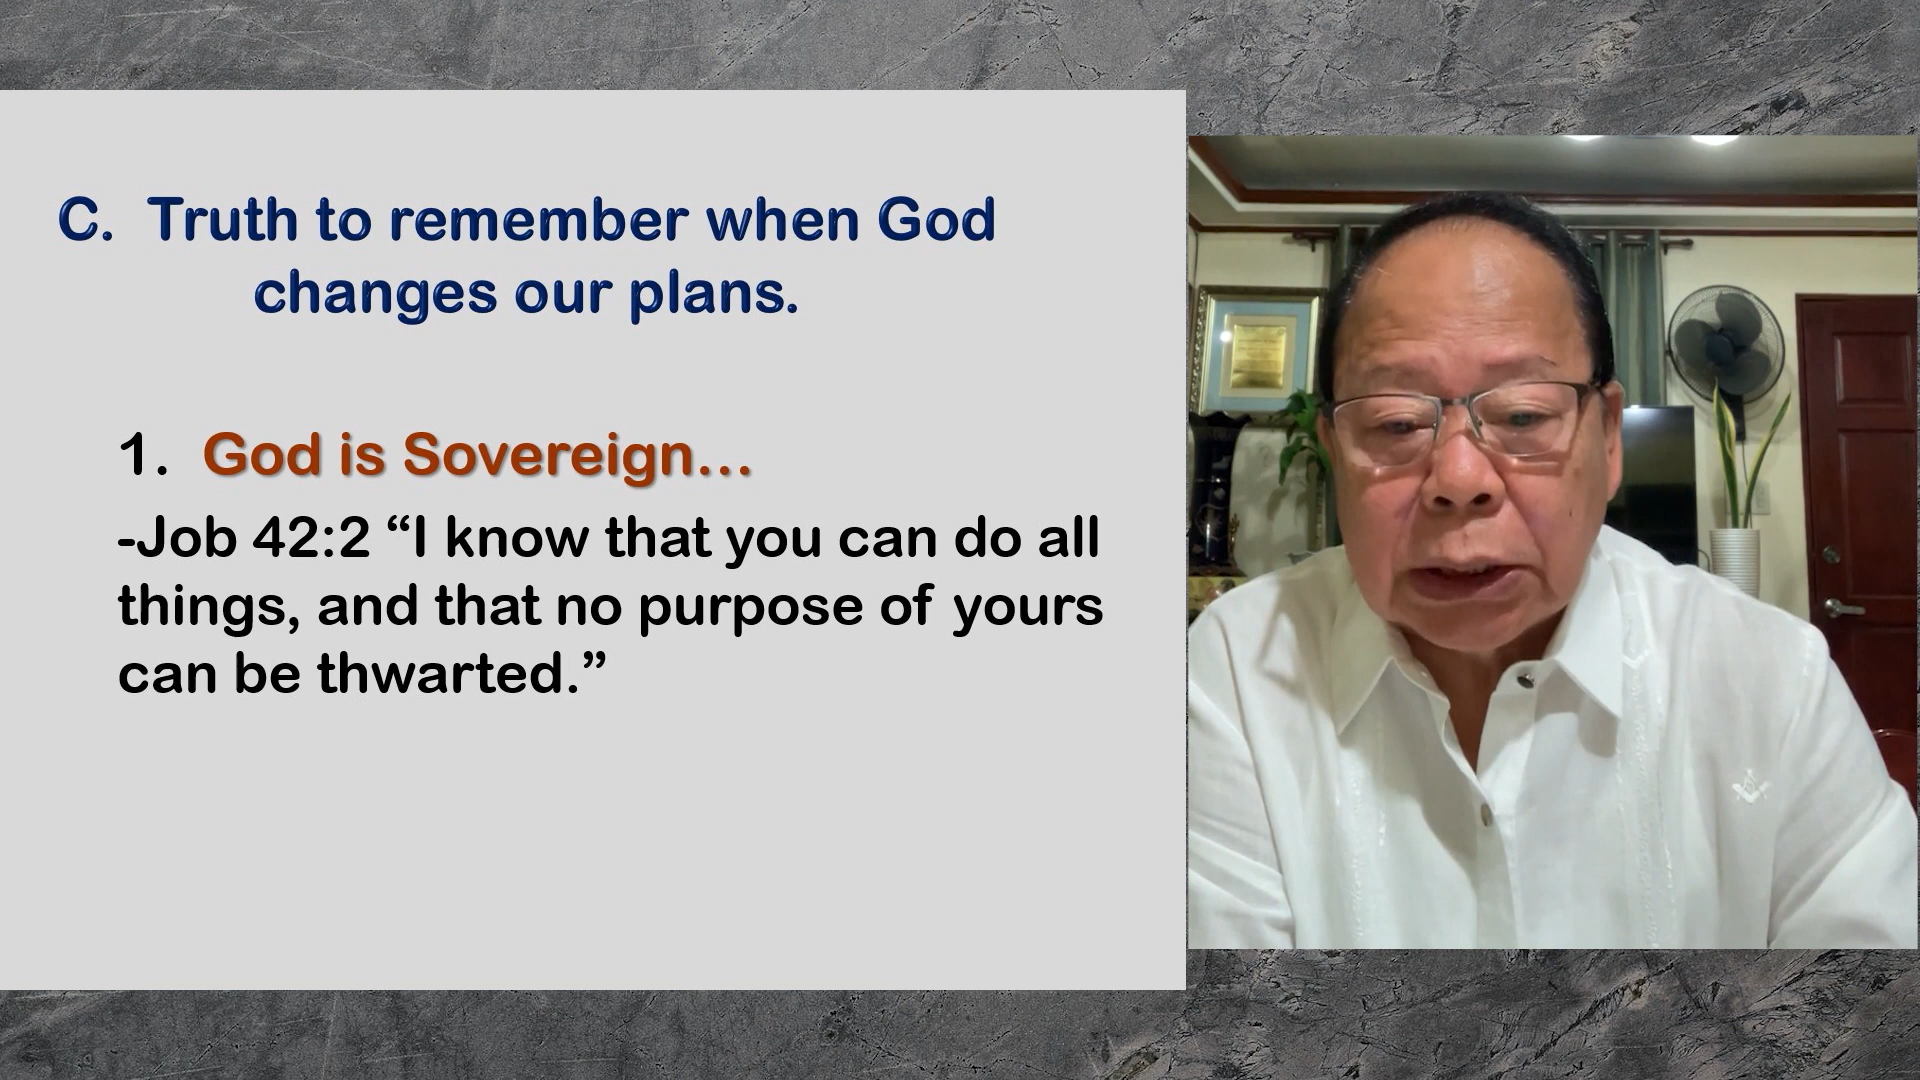 C. Truth to remember when God
changes our plans.
1. God is Sovereign...
-Job 42:2 “I know that you can do all
things, and that no purpose of yours
can be thwarted.”